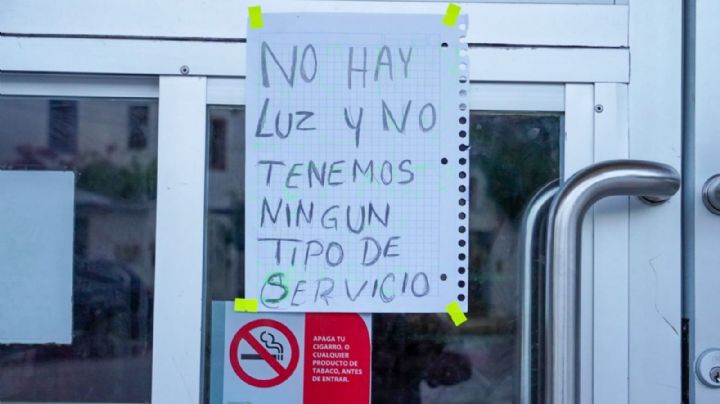 NO HAY
LUZ Y NO
TENEMOS
NINGUN
TIPO DE
SERVICIO
APAGA TU
CIGARRO, O
CUALQUIER
PRODUCTO DE
TABACO, ANTES
DE ENTRAR.